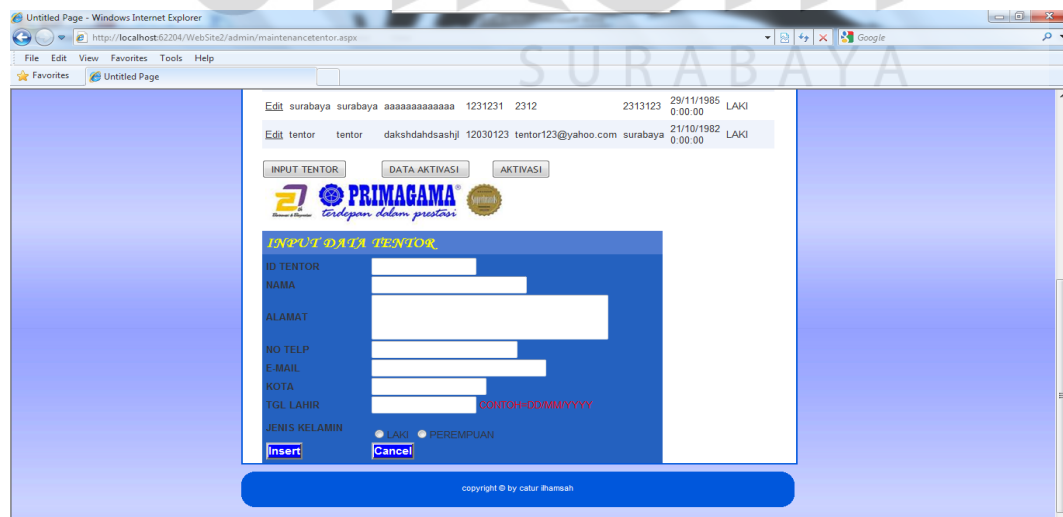 Untitled Page - Windows Internet Explorer
http://localhost:62204/WebSite2/admin/maintenancetentor.aspx
Google
File Edit View Favorites Tools Help
Favorites Untitled Page
SURABAYA
Edit surabaya surabaya aaaaaaaaaaaaa 1231231 2312 2313123 29/11/1985 0:00:00 LAKI
Edit tentor tentor dakshdahdsashjl 12030123 tentor123@yahoo.com surabaya 21/10/1982 0:00:00 LAKI
INPUT TENTOR DATA AKTIVASI AKTIVASI
PRIMAGAMA®
terdepan dalam prestasi
INPUT DATA TENTOR
ID TENTOR
NAMA
ALAMAT
NO TELP
E-MAIL
KOTA
TGL LAHIR CONTOH=DD/MM/YYYY
JENIS KELAMIN
LAKI PEREMPUAN
Insert Cancel
copyright © by catur ilhamsah